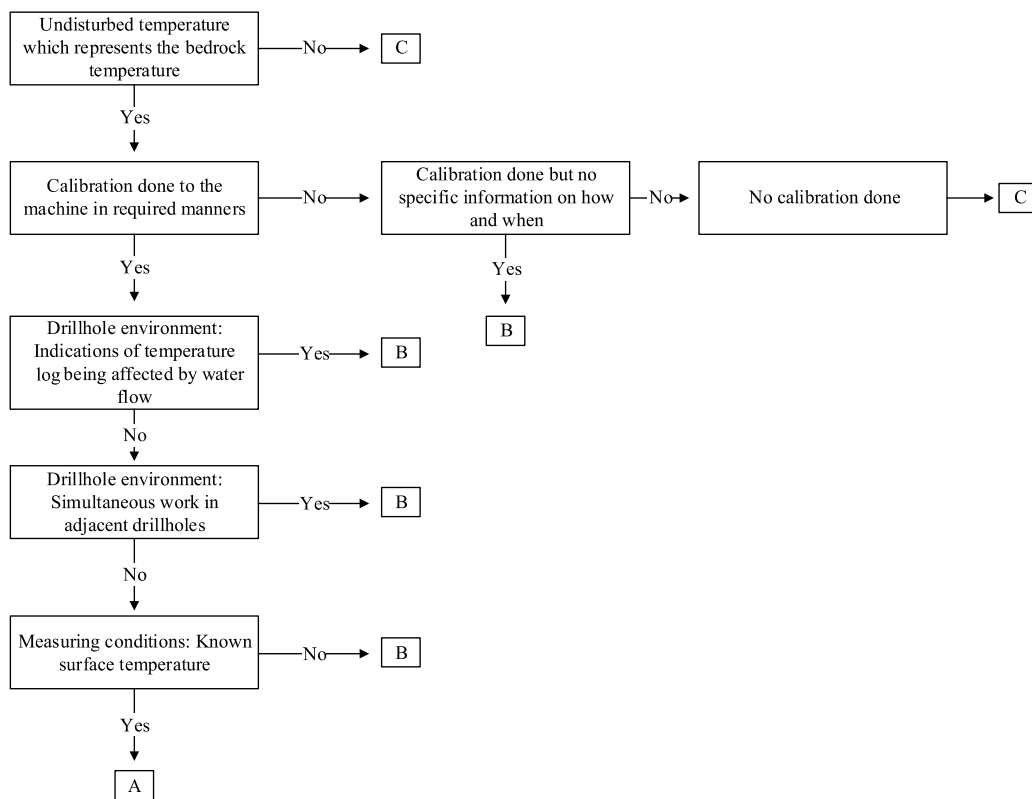 Undisturbed temperature
which represents the bedrock
temperature
No
C
Yes
Calibration done to the
machine in required manners
No
Calibration done but no
specific information on how
and when
No
No calibration done
C
Yes
Yes
B
Drillhole environment:
Indications of temperature
log being affected by water
flow
Yes
B
No
Drillhole environment:
Simultaneous work in
adjacent drillholes
Yes
B
No
Measuring conditions: Known
surface temperature
No
B
Yes
A